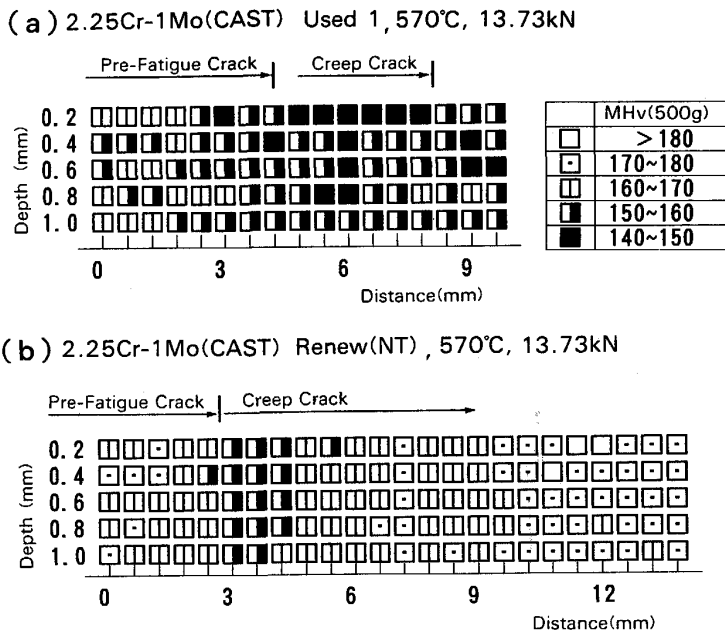 (a) 2.25Cr-1Mo(CAST) Used 1, 570℃, 13.73kN
Pre-Fatigue Crack
Creep Crack
Depth (mm)
0.2
0.4
0.6
0.8
1.0
0 3 6 9
Distance(mm)
MHv(500g)
>180
170~180
160~170
150~160
140~150
(b) 2.25Cr-1Mo(CAST) Renew(NT), 570℃, 13.73kN
Pre-Fatigue Crack
Creep Crack
Depth (mm)
0.2
0.4
0.6
0.8
1.0
0 3 6 9 12
Distance(mm)